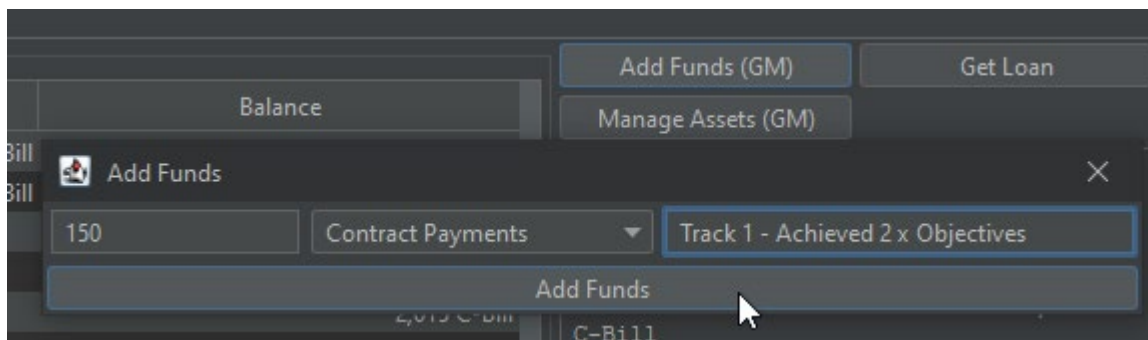 Add Funds (GM) Get Loan
Balance
Manage Assets (GM)
Bill
Add Funds
Bill
150 Contract Payments Track 1 - Achieved 2 x Objectives
Add Funds
C-Bill